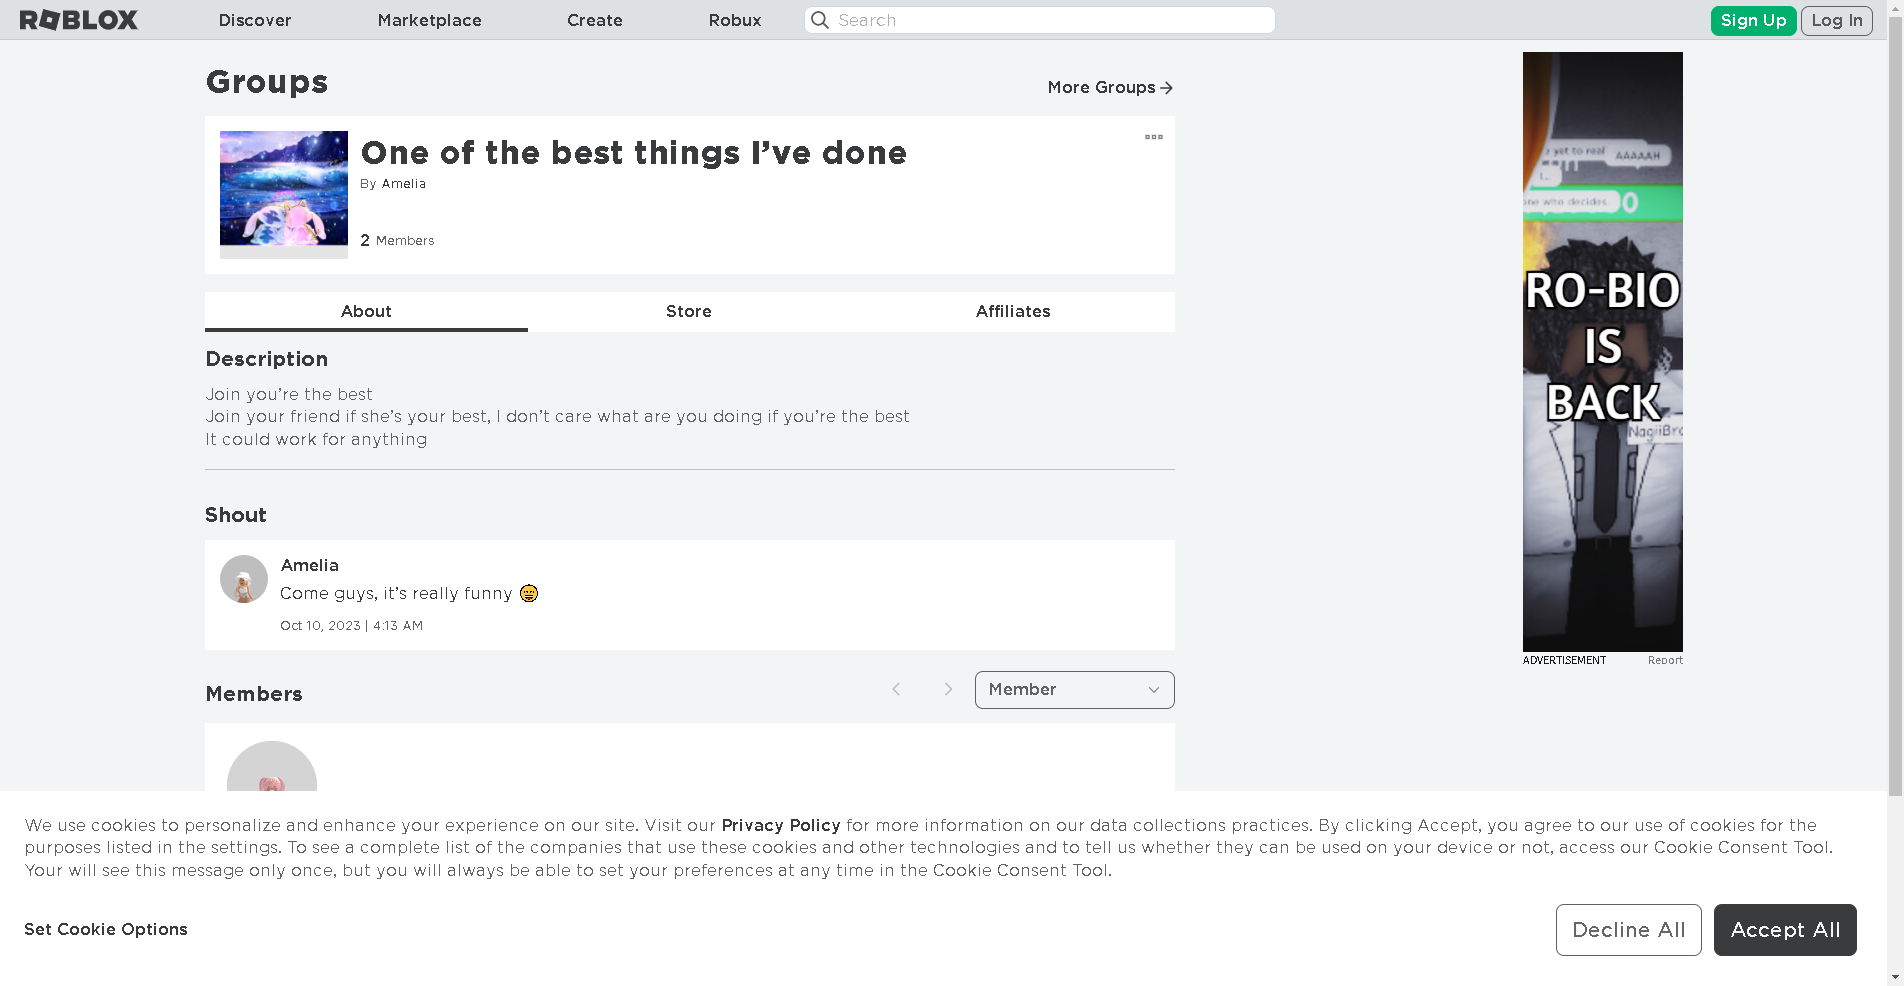 ROBLOX
Discover
Marketplace
Create
Robux
Search
Sign Up
Log In
Groups
More Groups
One of the best things I've done
By Amelia
2 Members
About
Store
Affiliates
Description
Join you're the best
Join your friend if she's your best, I don't care what are you doing if you're the best
It could work for anything
Shout
Amelia
Come guys, it's really funny 😄
Oct 10, 2023 | 4:13 AM
Members
Member
yet to real
AAAAAH
I...
one who decides.
0
RO-BIO
IS
BACK
NagiiBro
ADVERTISEMENT
Report
We use cookies to personalize and enhance your experience on our site. Visit our Privacy Policy for more information on our data collections practices. By clicking Accept, you agree to our use of cookies for the
purposes listed in the settings. To see a complete list of the companies that use these cookies and other technologies and to tell us whether they can be used on your device or not, access our Cookie Consent Tool.
Your will see this message only once, but you will always be able to set your preferences at any time in the Cookie Consent Tool.
Set Cookie Options
Decline All
Accept All